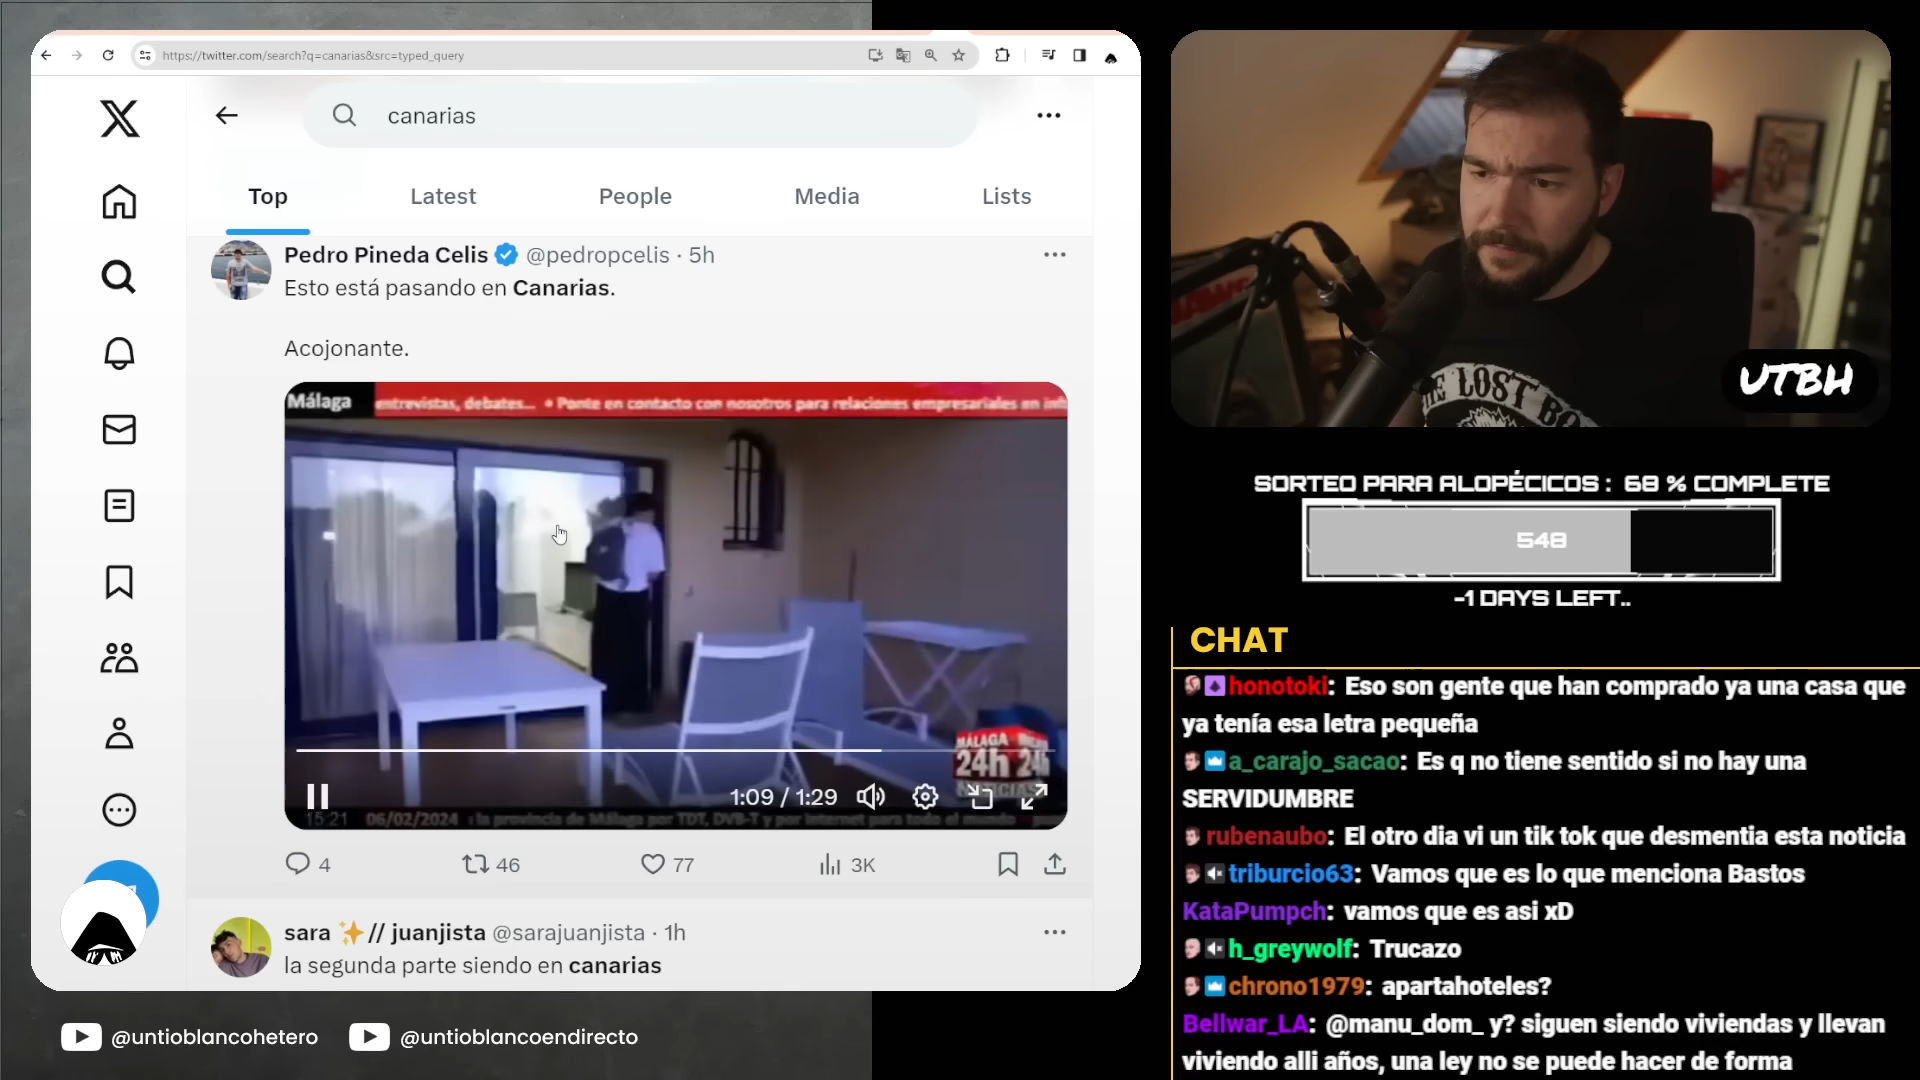 https://twitter.com/search?q=canarias&src=typed_query
canarias
Top
Latest
People
Media
Lists
Pedro Pineda Celis @pedropcelis · 5h
Esto está pasando en Canarias.
Acojonante.
Málaga
entrevistas, debates... • Ponte en contacto con nosotros para relaciones empresariales en
MÁLAGA
24h 24h
NOTICIAS
1:09 / 1:29
15:21 06/02/2024 la provincia de Málaga por TDT, DVB-T y por Internet para todo el mundo
4
46
77
3K
sara ✨// juanjista @sarajuanjista · 1h
la segunda parte siendo en canarias
@untioblancohetero
@untioblancoendirecto
THE LOST BO
UTBH
SORTEO PARA ALOPÉCICOS : 68 % COMPLETE
548
-1 DAYS LEFT..
CHAT
honotoki: Eso son gente que han comprado ya una casa que
ya tenía esa letra pequeña
a_carajo_sacao: Es q no tiene sentido si no hay una
SERVIDUMBRE
rubenaubo: El otro dia vi un tik tok que desmentia esta noticia
triburcio63: Vamos que es lo que menciona Bastos
KataPumpch: vamos que es asi xD
h_greywolf: Trucazo
chrono1979: apartahoteles?
Bellwar_LA: @manu_dom_ y? siguen siendo viviendas y llevan
viviendo alli años, una ley no se puede hacer de forma